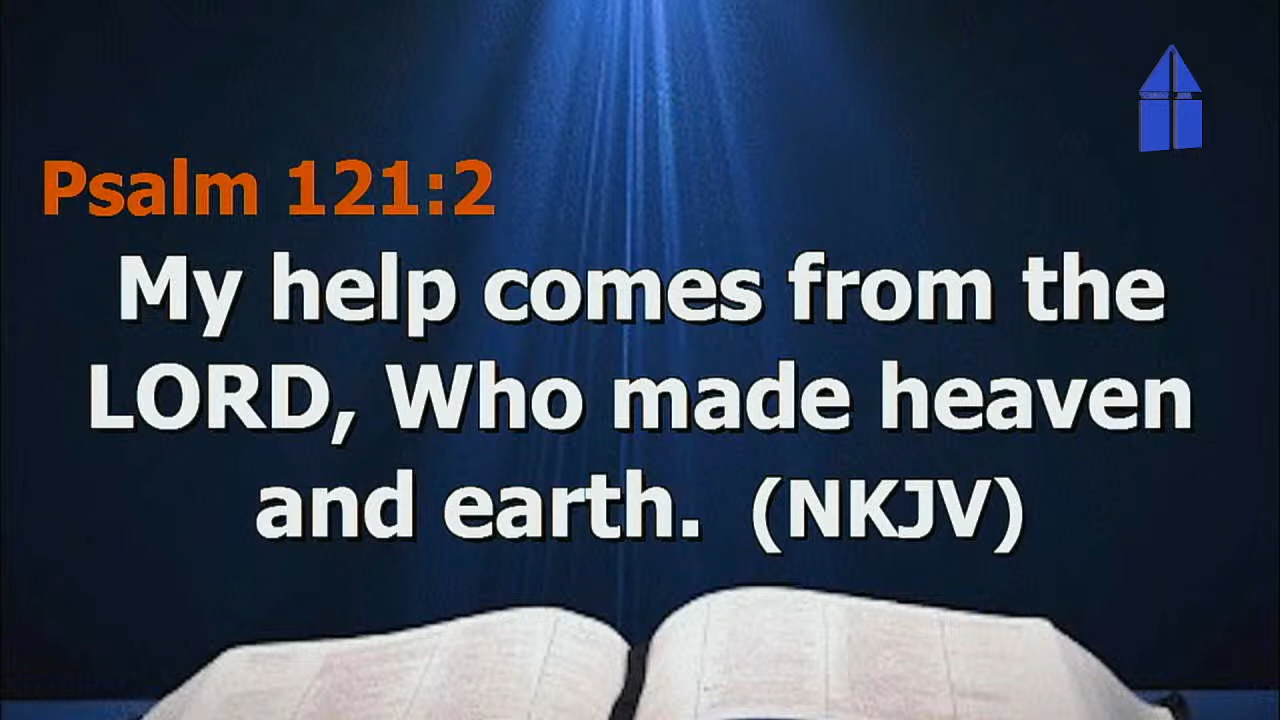 Psalm 121:2
My help comes from the
LORD, Who made heaven
and earth.  (NKJV)